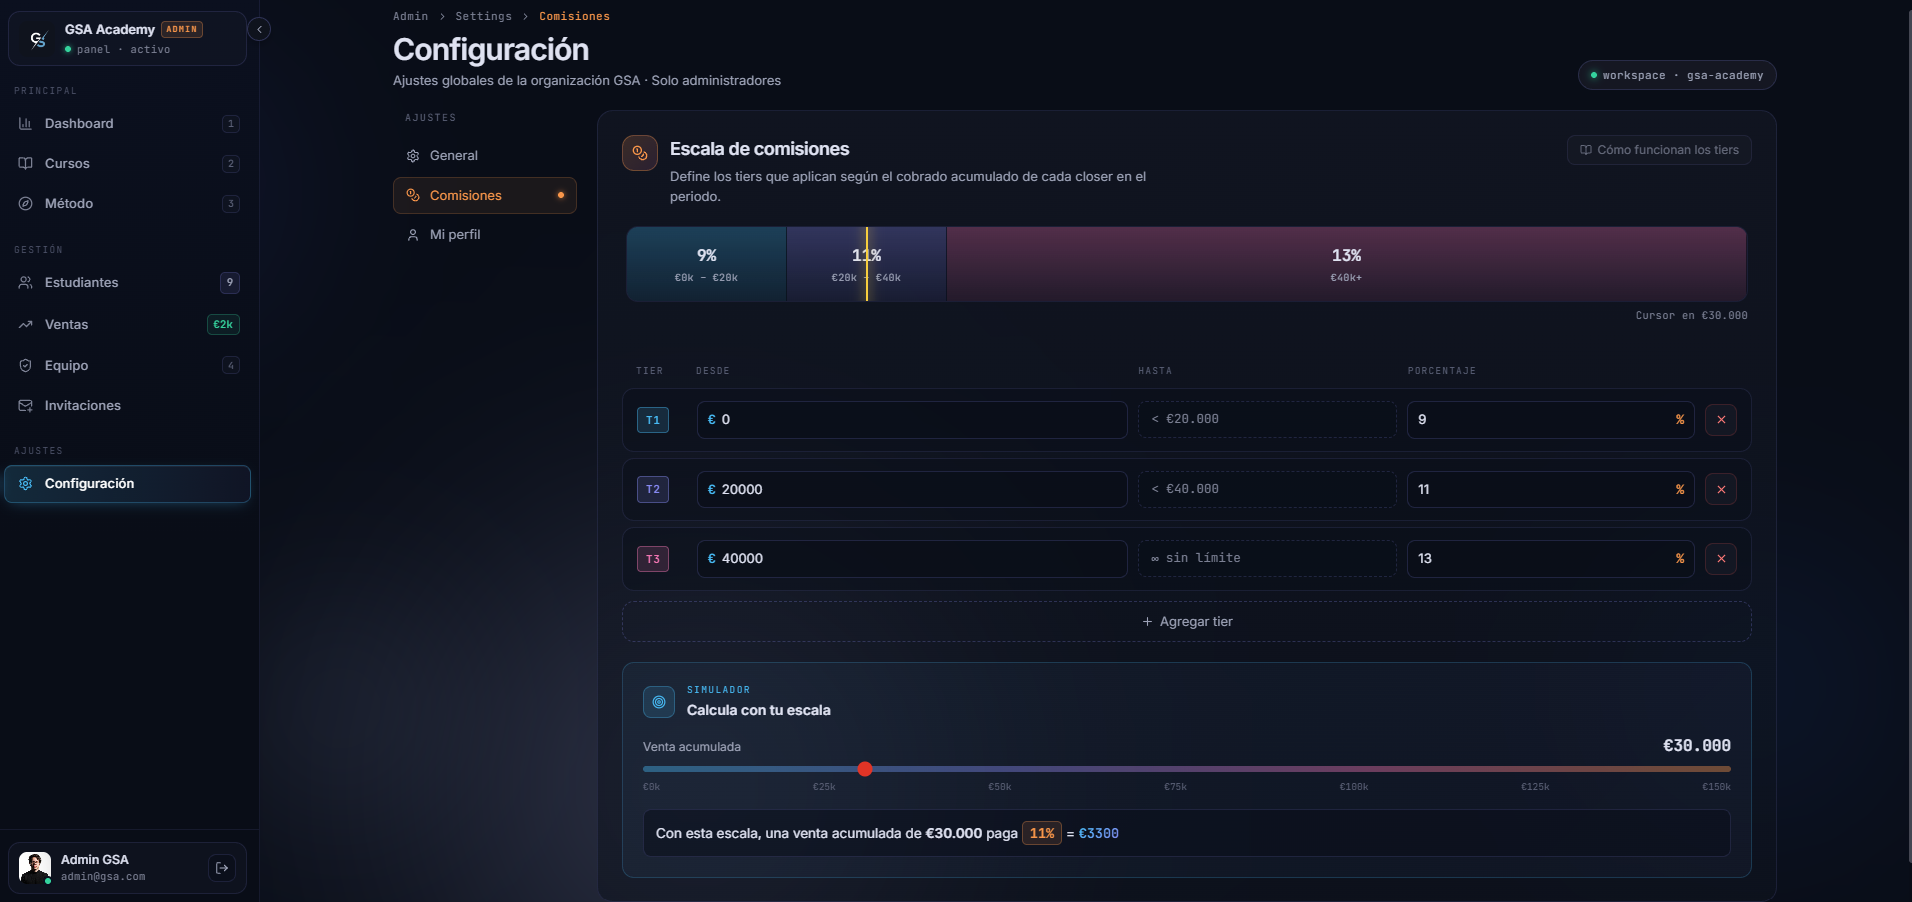 GSA Academy ADMIN
panel · activo
PRINCIPAL
Dashboard 1
Cursos 2
Método 3
GESTIÓN
Estudiantes 9
Ventas €2k
Equipo 4
Invitaciones
AJUSTES
Configuración
Admin GSA
admin@gsa.com
Admin > Settings > Comisiones
Configuración
Ajustes globales de la organización GSA · Solo administradores
workspace · gsa-academy
AJUSTES
General
Comisiones
Mi perfil
Escala de comisiones
Define los tiers que aplican según el cobrado acumulado de cada closer en el
periodo.
Cómo funcionan los tiers
9% 11% 13%
€0k – €20k €20k – €40k €40k+
Cursor en €30.000
TIER DESDE HASTA PORCENTAJE
T1 € 0 < €20.000 9 %
T2 € 20000 < €40.000 11 %
T3 € 40000 ∞ sin límite 13 %
+ Agregar tier
SIMULADOR
Calcula con tu escala
Venta acumulada €30.000
€0k €25k €50k €75k €100k €125k €150k
Con esta escala, una venta acumulada de €30.000 paga 11% = €3300